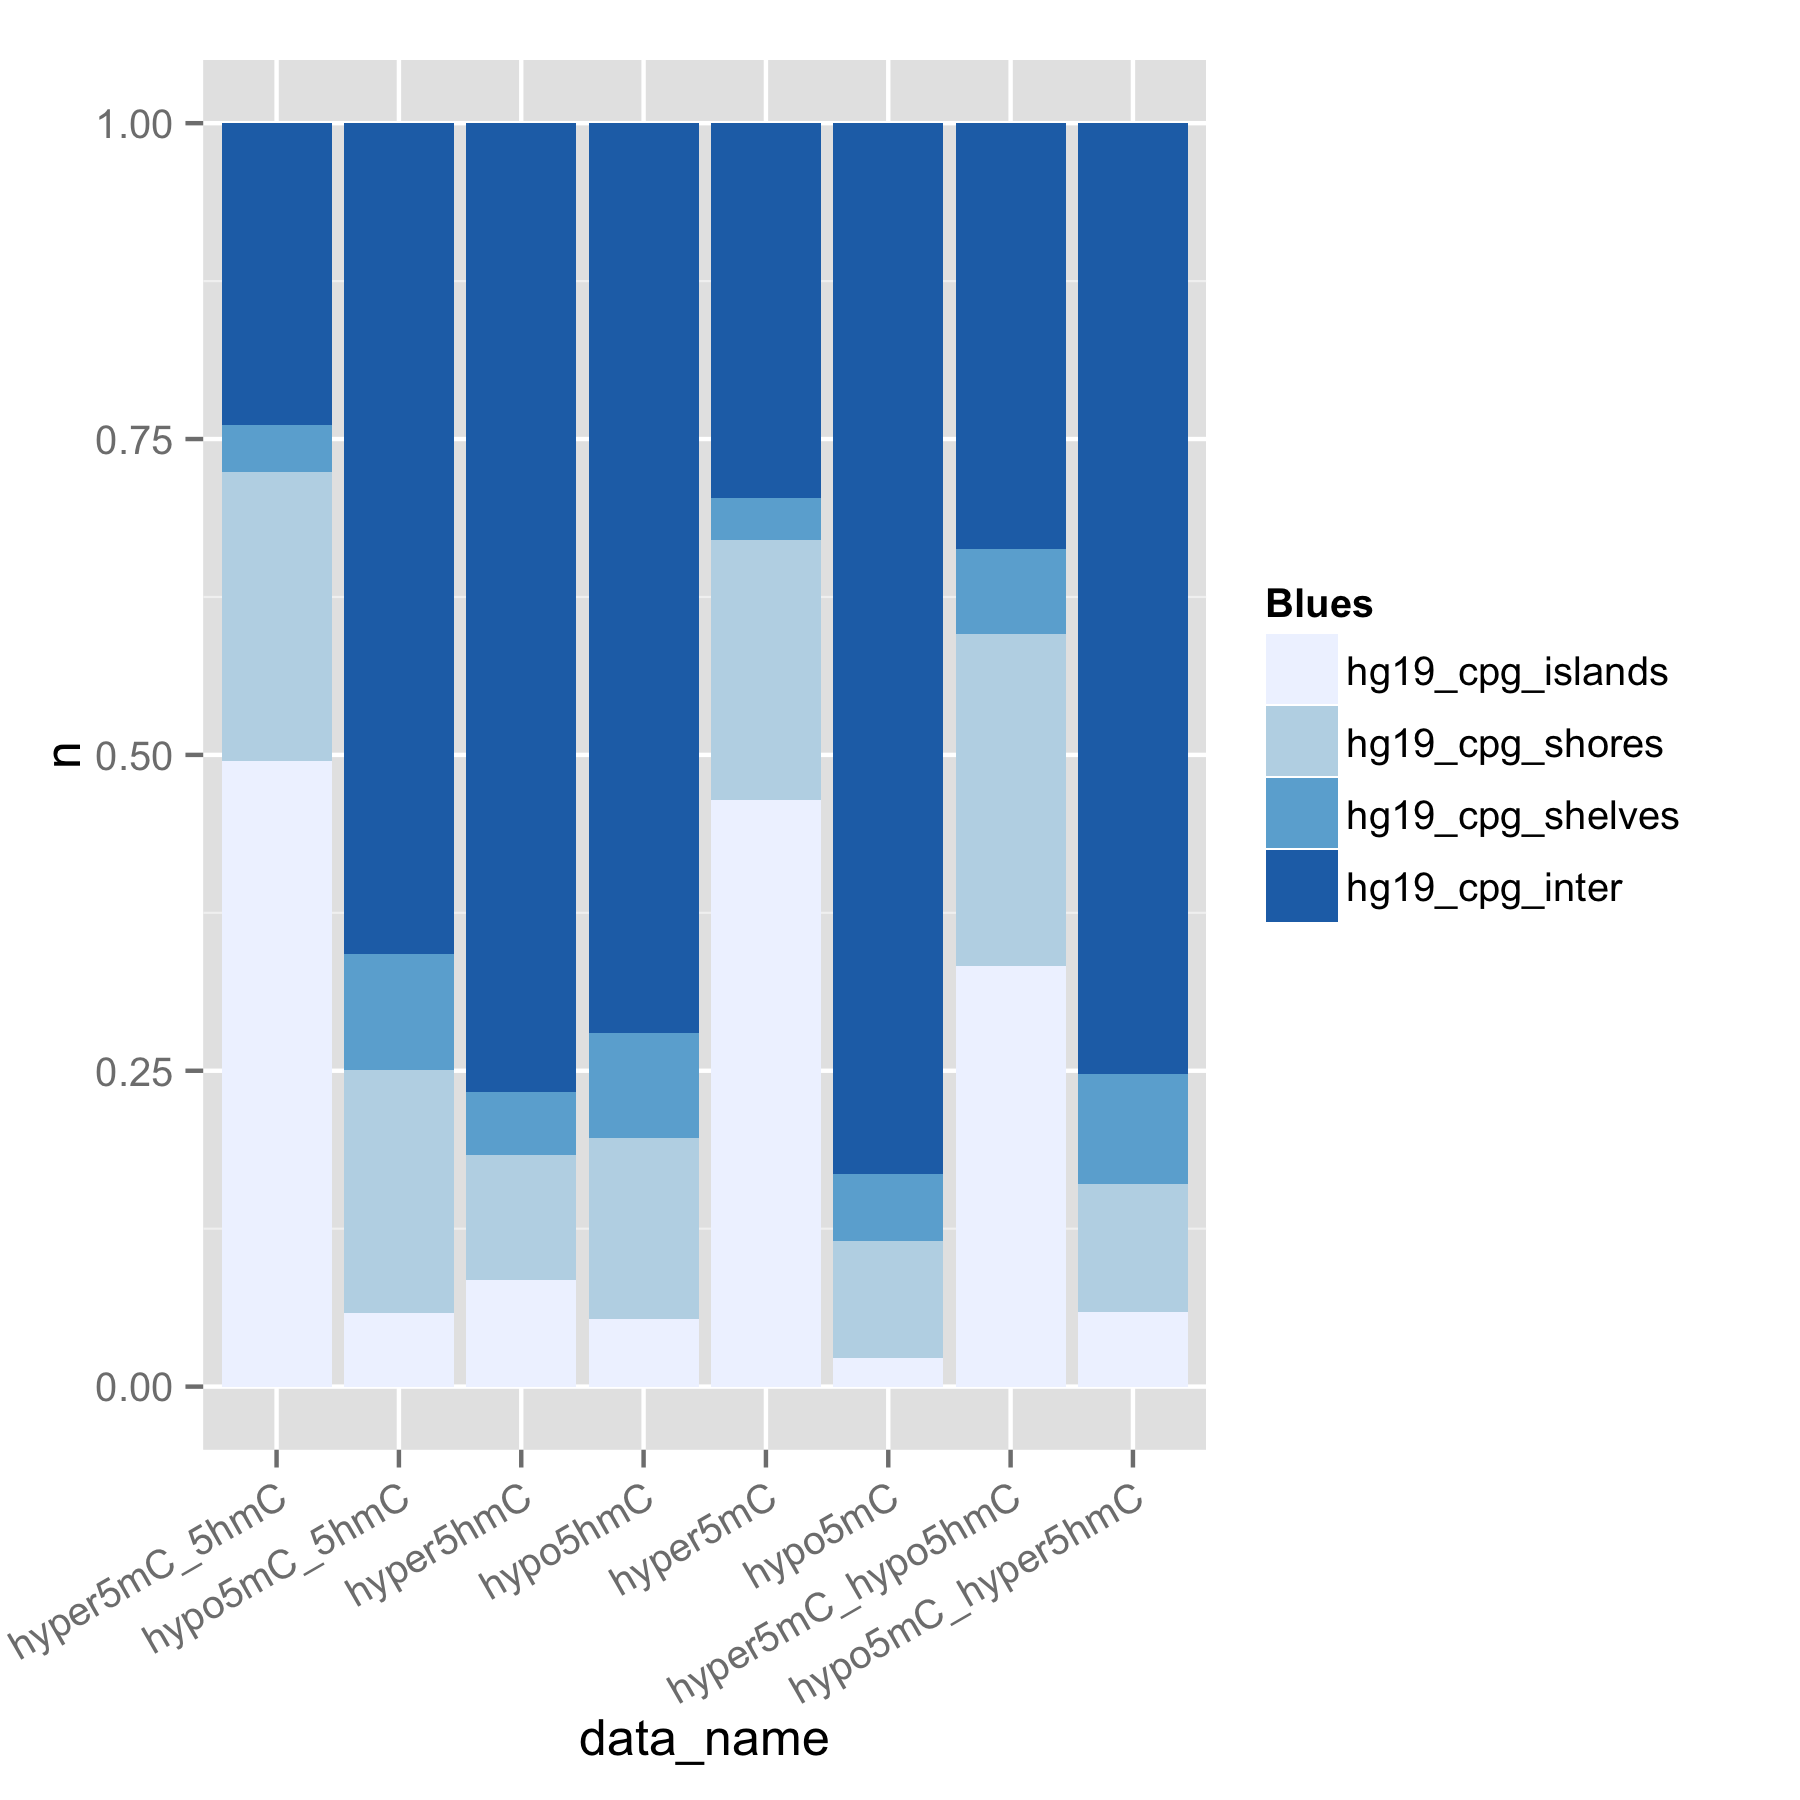 1.00
0.75
0.50
0.25
0.00
n
hyper5mC_5hmC
hypo5mC_5hmC
hyper5hmC
hypo5hmC
hyper5mC
hypo5mC
hyper5mC_hypo5hmC
hypo5mC_hyper5hmC
data_name
Blues
hg19_cpg_islands
hg19_cpg_shores
hg19_cpg_shelves
hg19_cpg_inter